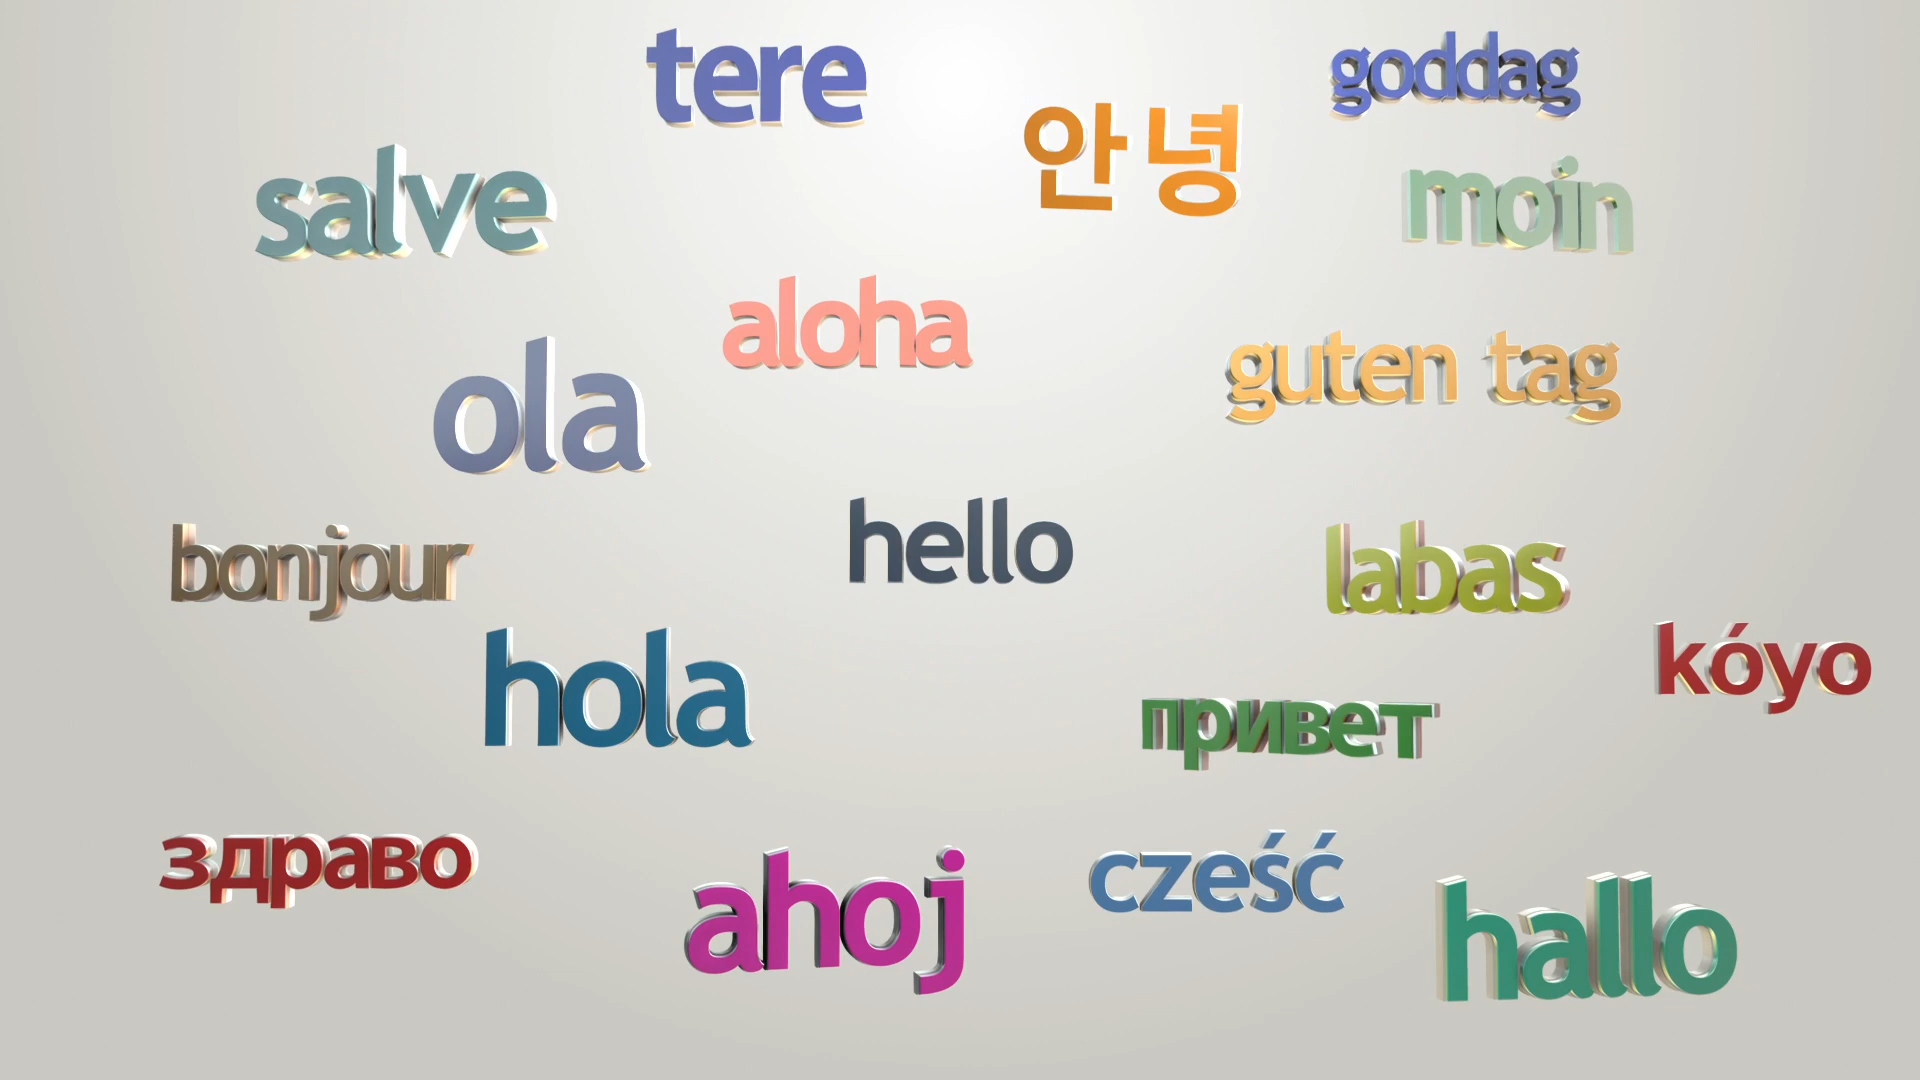 tere
goddag
안녕
salve
moin
aloha
guten tag
ola
hello
bonjour
labas
kóyo
hola
привет
здраво
ahoj
cześć
hallo